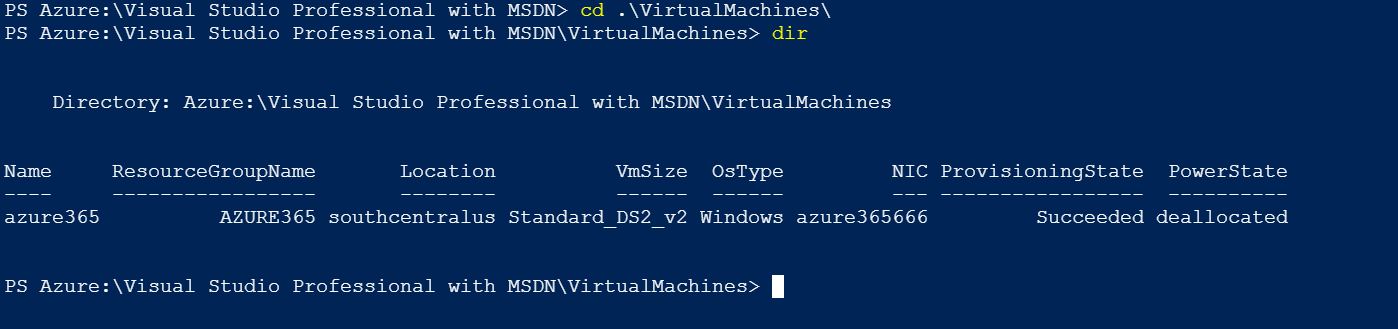 PS Azure:\Visual Studio Professional with MSDN> cd .\VirtualMachines\
PS Azure:\Visual Studio Professional with MSDN\VirtualMachines> dir
Directory: Azure:\Visual Studio Professional with MSDN\VirtualMachines
Name ResourceGroupName Location VmSize OsType NIC ProvisioningState PowerState
---- ----------------- -------- ------ ------ --- ----------------- ----------
azure365 AZURE365 southcentralus Standard_DS2_v2 Windows azure365666 Succeeded deallocated
PS Azure:\Visual Studio Professional with MSDN\VirtualMachines>